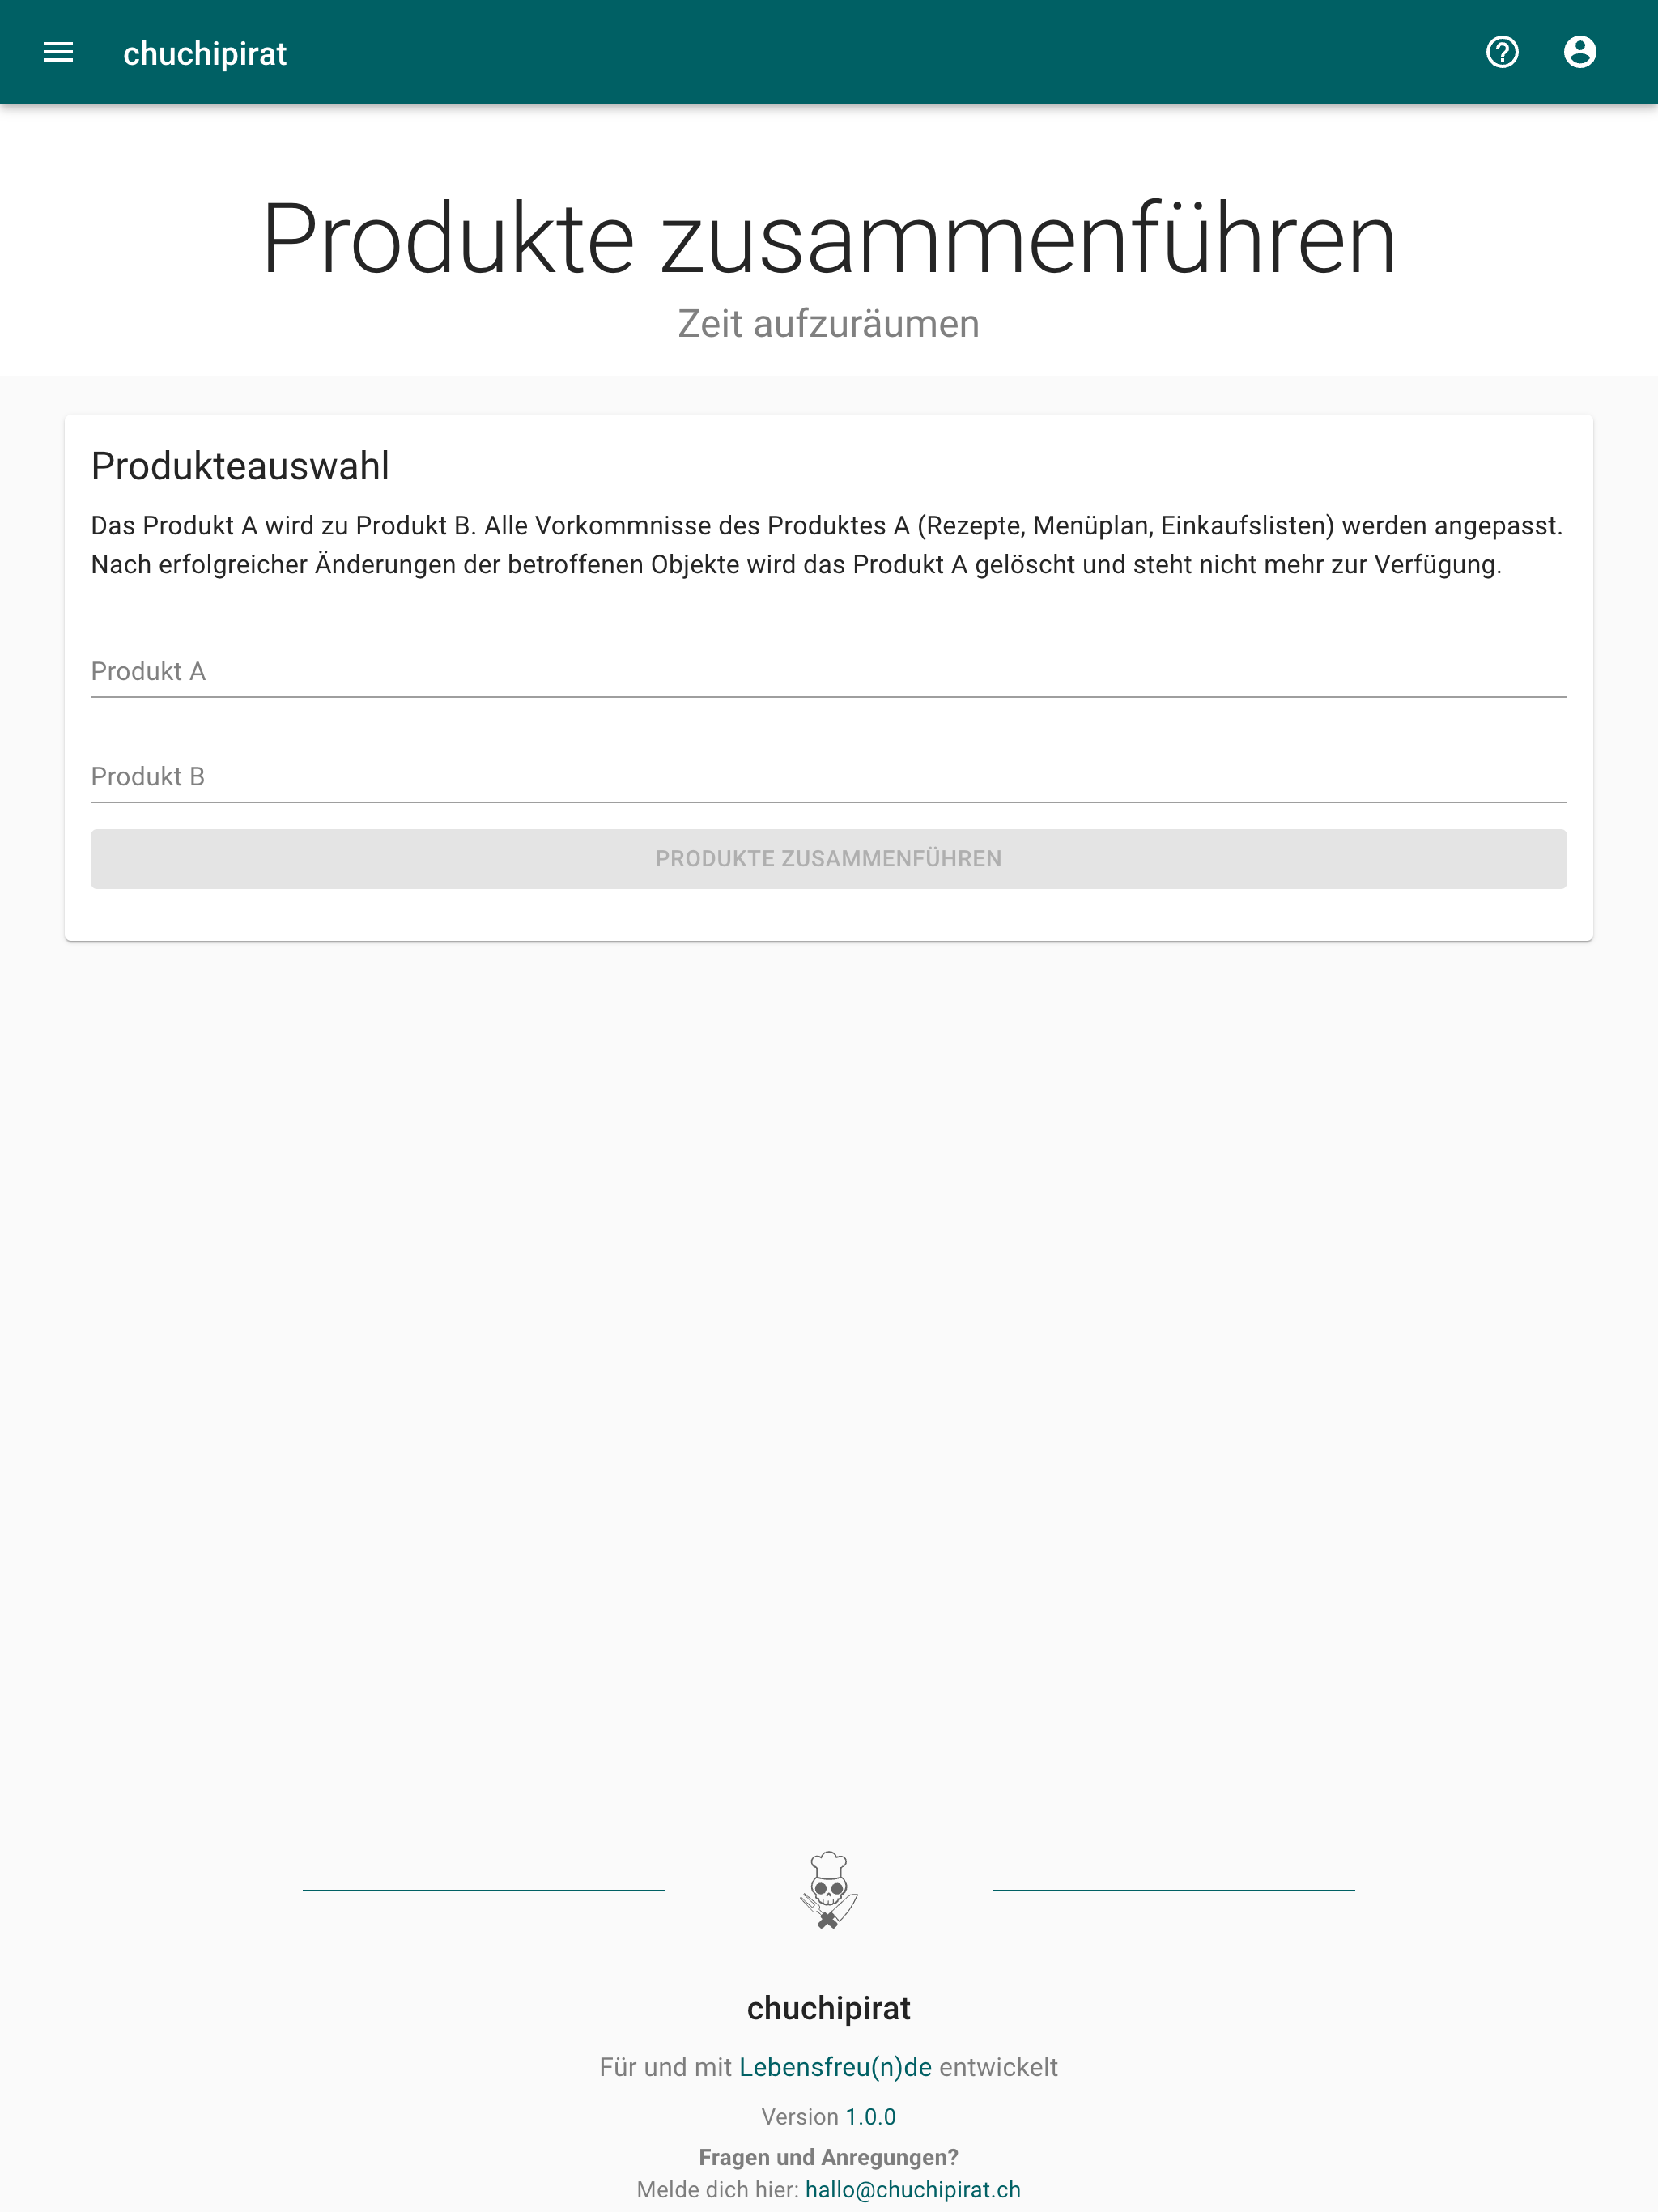 chuchipirat
Produkte zusammenführen
Zeit aufzuräumen
Produkteauswahl
Das Produkt A wird zu Produkt B. Alle Vorkommnisse des Produktes A (Rezepte, Menüplan, Einkaufslisten) werden angepasst.
Nach erfolgreicher Änderungen der betroffenen Objekte wird das Produkt A gelöscht und steht nicht mehr zur Verfügung.
Produkt A
Produkt B
PRODUKTE ZUSAMMENFÜHREN
chuchipirat
Für und mit Lebensfreu(n)de entwickelt
Version 1.0.0
Fragen und Anregungen?
Melde dich hier: hallo@chuchipirat.ch